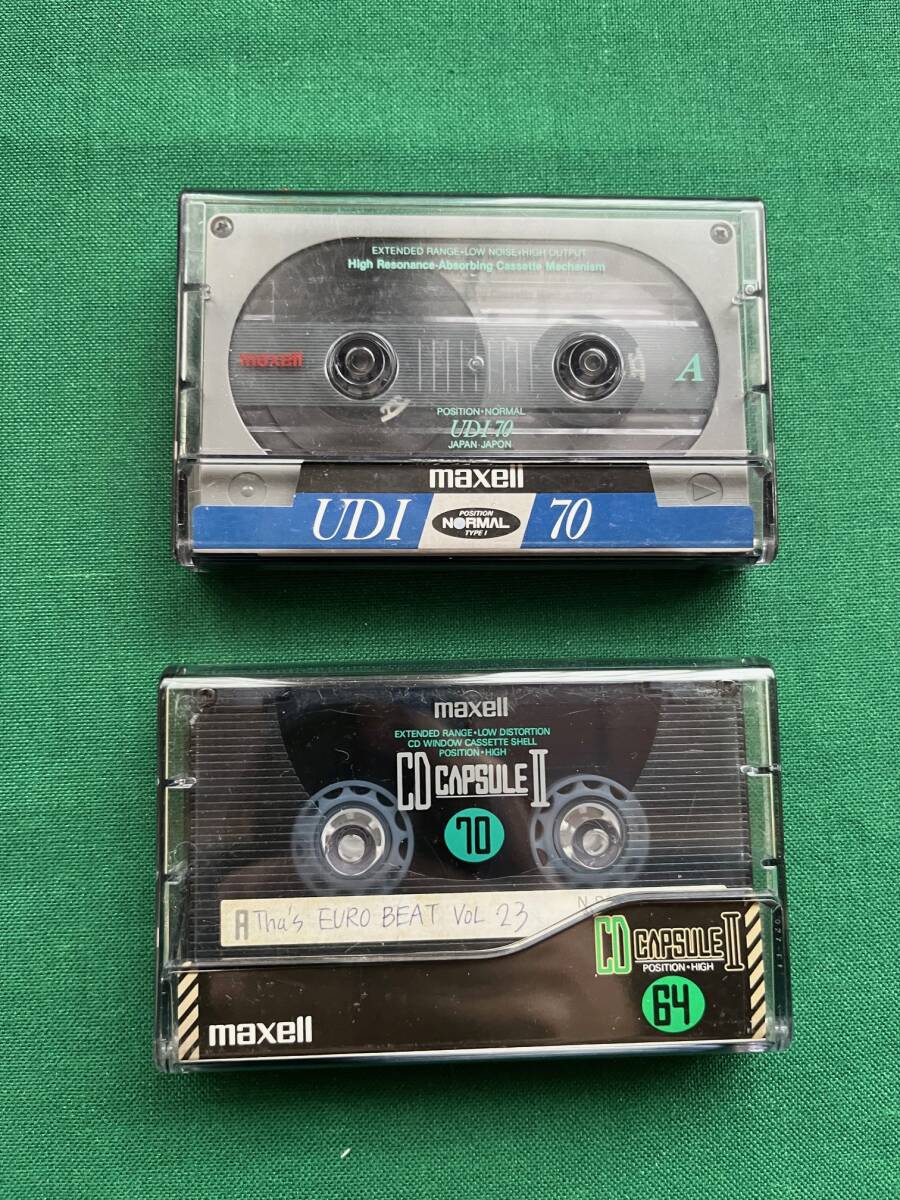 EXTENDED RANGE•LOW NOISE•HIGH OUTPUT
High Resonance-Absorbing Cassette Mechanism
maxell
A
POSITION•NORMAL
UDI-70
JAPAN•JAPON
maxell
UDI POSITION NORMAL TYPE I 70
maxell
EXTENDED RANGE•LOW DISTORTION
CD WINDOW CASSETTE SHELL
POSITION•HIGH
CD CAPSULE II
70
A Tha's EURO BEAT VOL 23
CD CAPSULE II
POSITION•HIGH
64
maxell